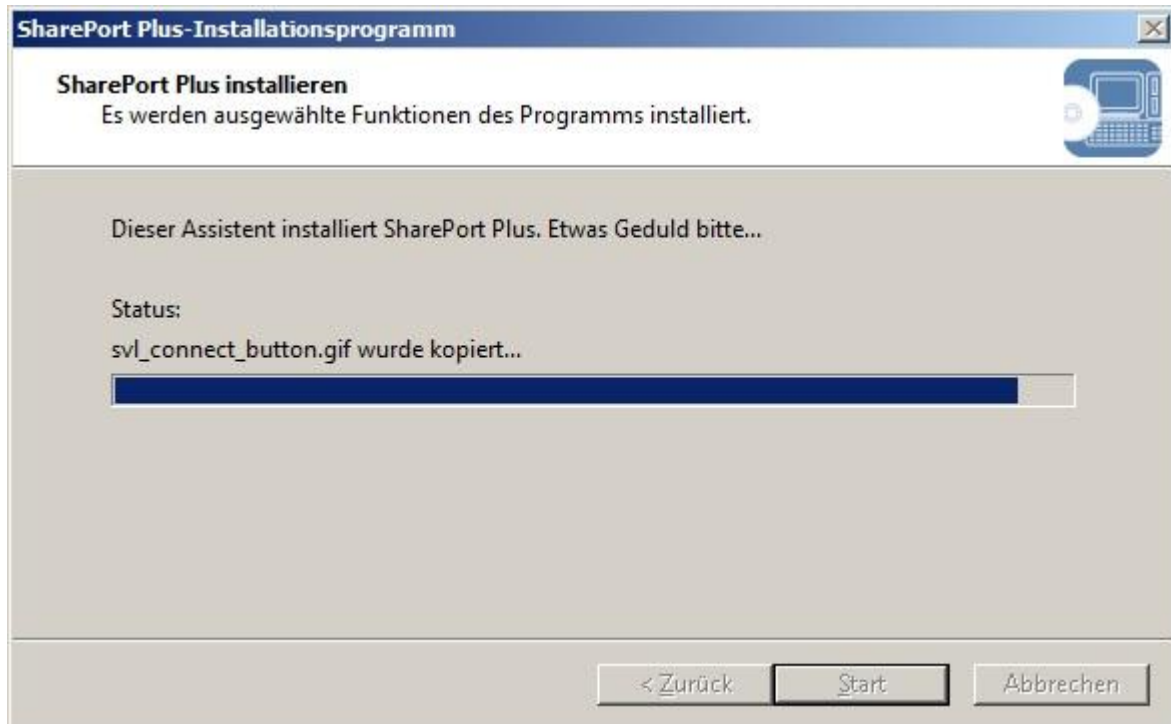 SharePort Plus-Installationsprogramm
SharePort Plus installieren
Es werden ausgewählte Funktionen des Programms installiert.
Dieser Assistent installiert SharePort Plus. Etwas Geduld bitte...
Status:
svl_connect_button.gif wurde kopiert...
< Zurück Start Abbrechen